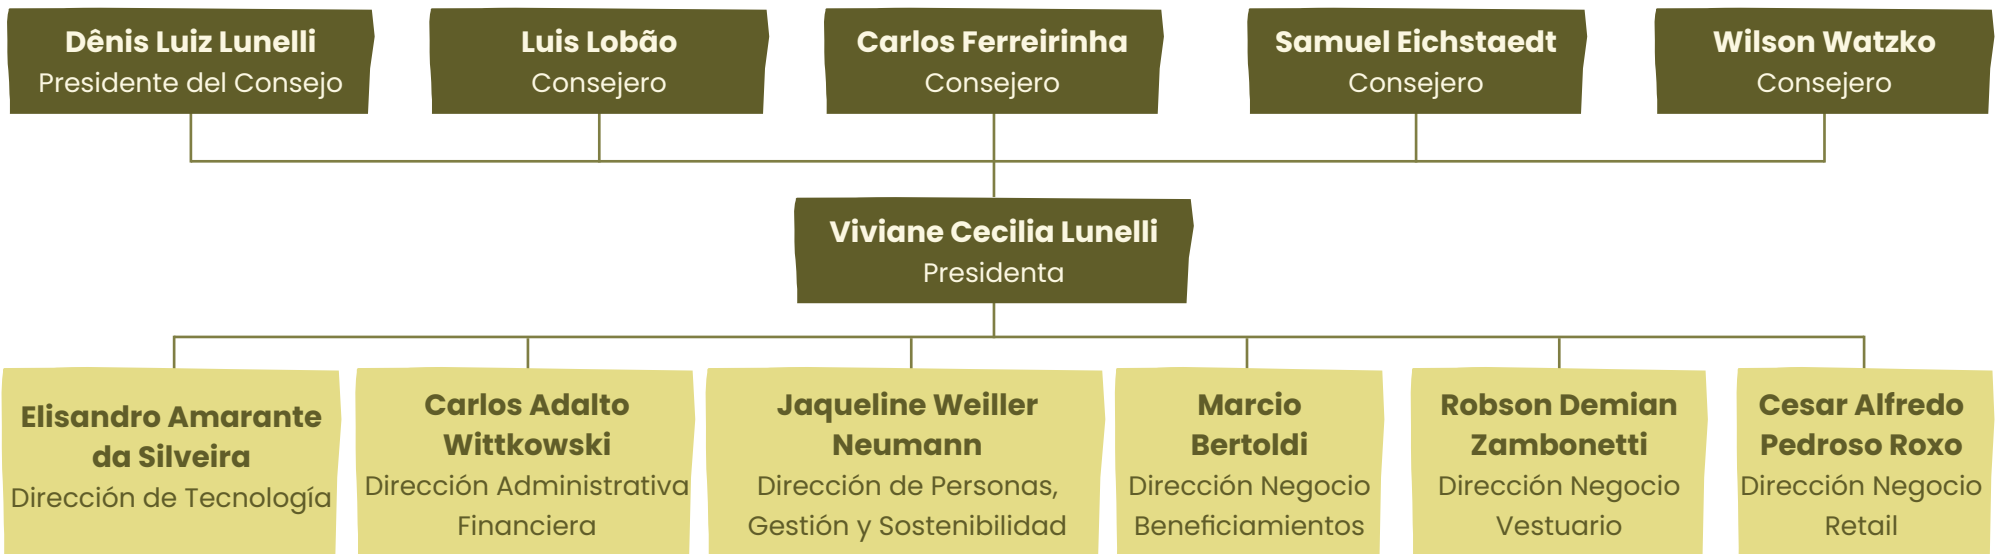 Dênis Luiz Lunelli
Presidente del Consejo
Luis Lobão
Consejero
Carlos Ferreirinha
Consejero
Samuel Eichstaedt
Consejero
Wilson Watzko
Consejero
Viviane Cecilia Lunelli
Presidenta
Elisandro Amarante
da Silveira
Dirección de Tecnología
Carlos Adalto
Wittkowski
Dirección Administrativa
Financiera
Jaqueline Weiller
Neumann
Dirección de Personas,
Gestión y Sostenibilidad
Marcio
Bertoldi
Dirección Negocio
Beneficiamientos
Robson Demian
Zambonetti
Dirección Negocio
Vestuario
Cesar Alfredo
Pedroso Roxo
Dirección Negocio
Retail